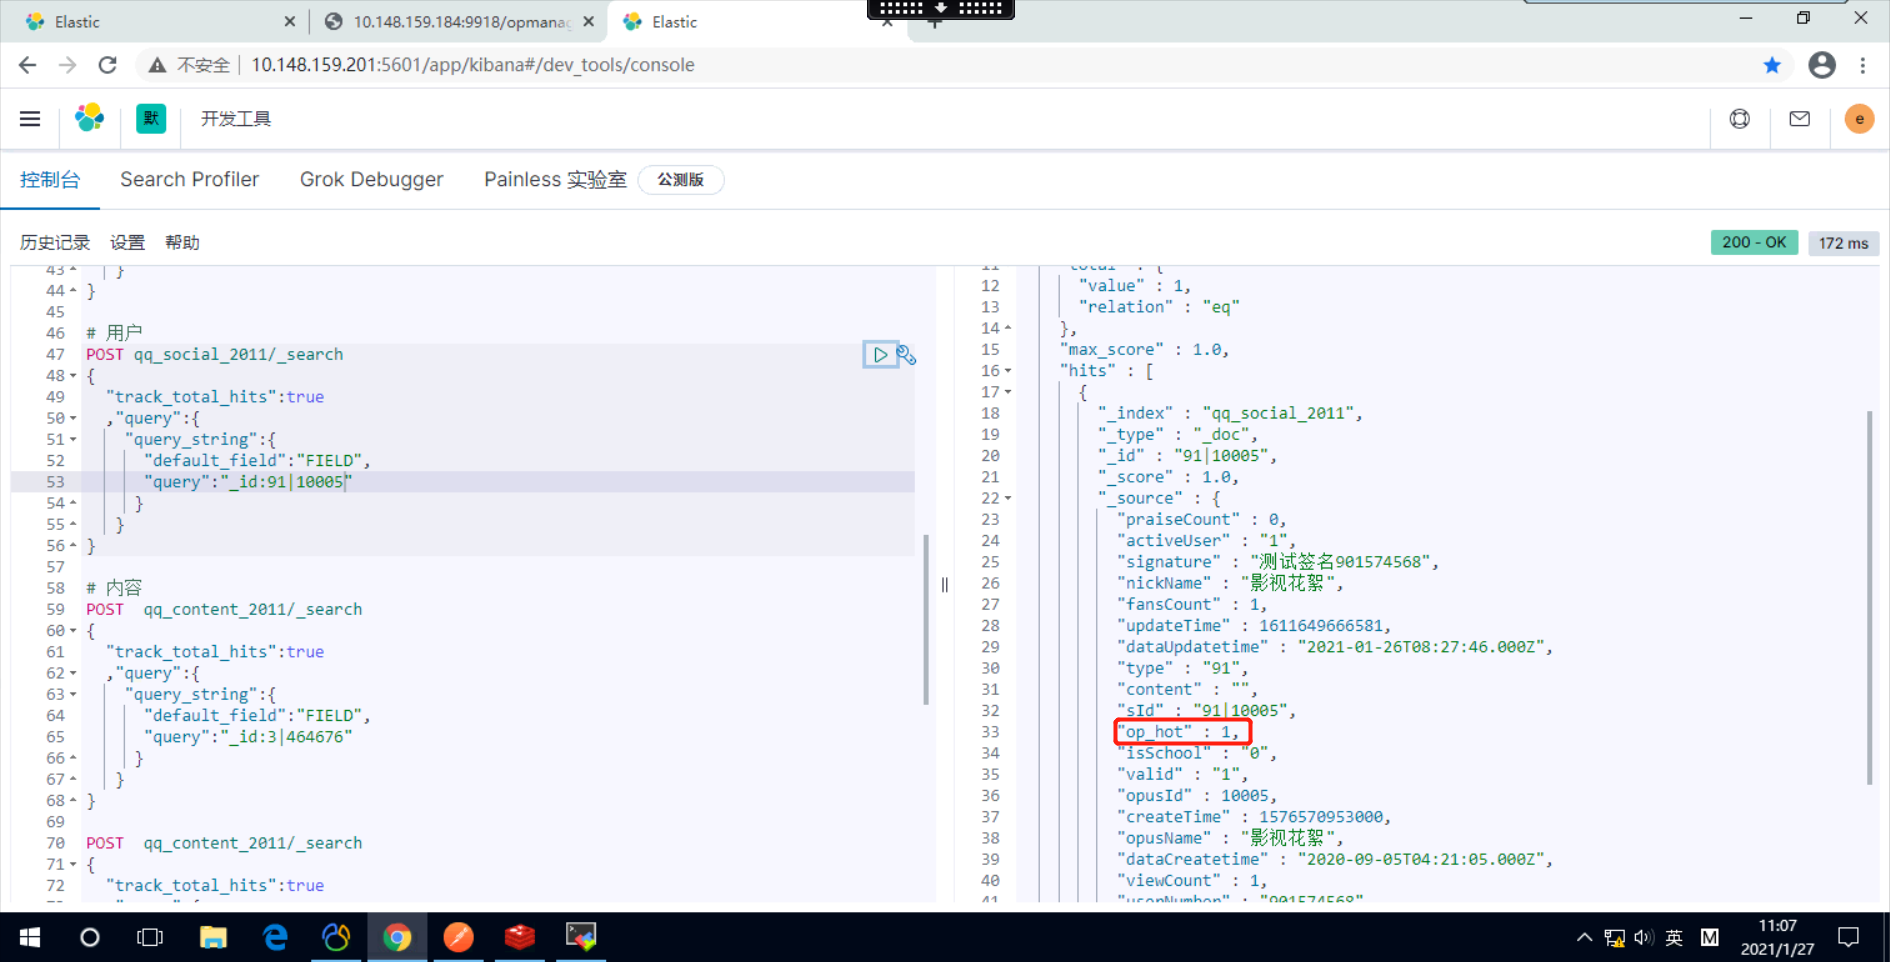 Elastic
10.148.159.184:9918/opmanag
Elastic
不安全
10.148.159.201:5601/app/kibana#/dev_tools/console
默
开发工具
e
控制台
Search Profiler
Grok Debugger
Painless 实验室
公测版
历史记录
设置
帮助
200 - OK
172 ms
43 }
44 }
45
46 # 用户
47 POST qq_social_2011/_search
48 {
49 "track_total_hits":true
50 ,"query":{
51 "query_string":{
52 "default_field":"FIELD",
53 "query":"_id:91|10005"
54 }
55 }
56 }
57
58 # 内容
59 POST  qq_content_2011/_search
60 {
61 "track_total_hits":true
62 ,"query":{
63 "query_string":{
64 "default_field":"FIELD",
65 "query":"_id:3|464676"
66 }
67 }
68 }
69
70 POST  qq_content_2011/_search
71 {
72 "track_total_hits":true
11 "total" : {
12 "value" : 1,
13 "relation" : "eq"
14 },
15 "max_score" : 1.0,
16 "hits" : [
17 {
18 "_index" : "qq_social_2011",
19 "_type" : "_doc",
20 "_id" : "91|10005",
21 "_score" : 1.0,
22 "_source" : {
23 "praiseCount" : 0,
24 "activeUser" : "1",
25 "signature" : "测试签名901574568",
26 "nickName" : "影视花絮",
27 "fansCount" : 1,
28 "updateTime" : 1611649666581,
29 "dataUpdatetime" : "2021-01-26T08:27:46.000Z",
30 "type" : "91",
31 "content" : "",
32 "sId" : "91|10005",
33 "op_hot" : 1,
34 "isSchool" : "0",
35 "valid" : "1",
36 "opusId" : 10005,
37 "createTime" : 1576570953000,
38 "opusName" : "影视花絮",
39 "dataCreatetime" : "2020-09-05T04:21:05.000Z",
40 "viewCount" : 1,
41 "userNumber" : "901574568"
英
M
11:07
2021/1/27